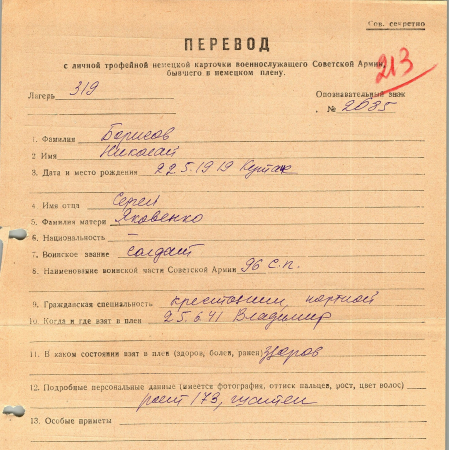 Сов. секретно
ПЕРЕВОД
213
с личной трофейной немецкой карточки военнослужащего Советской Армии,
бывшего в немецком плену.
Лагерь 319
Опознавательный знак
№ 2035
1. Фамилия Борисов
2 Имя Николай
3. Дата и место рождения 22.5.1919
4. Имя отца Сергей
5. Фамилия матери Яковенко
6. Национальность –
7. Воинское звание солдат
8. Наименование воинской части Советской Армии 96 с.п.
9. Гражданская специальность крестьянин, портной
10. Когда и где взят в плен 25.6.41 Владимир
11. В каком состоянии взят в плен (здоров, болен, ранен) здоров
12. Подробные персональные данные (имеется фотография, оттиск пальцев, рост, цвет волос)
рост 173,
13. Особые приметы